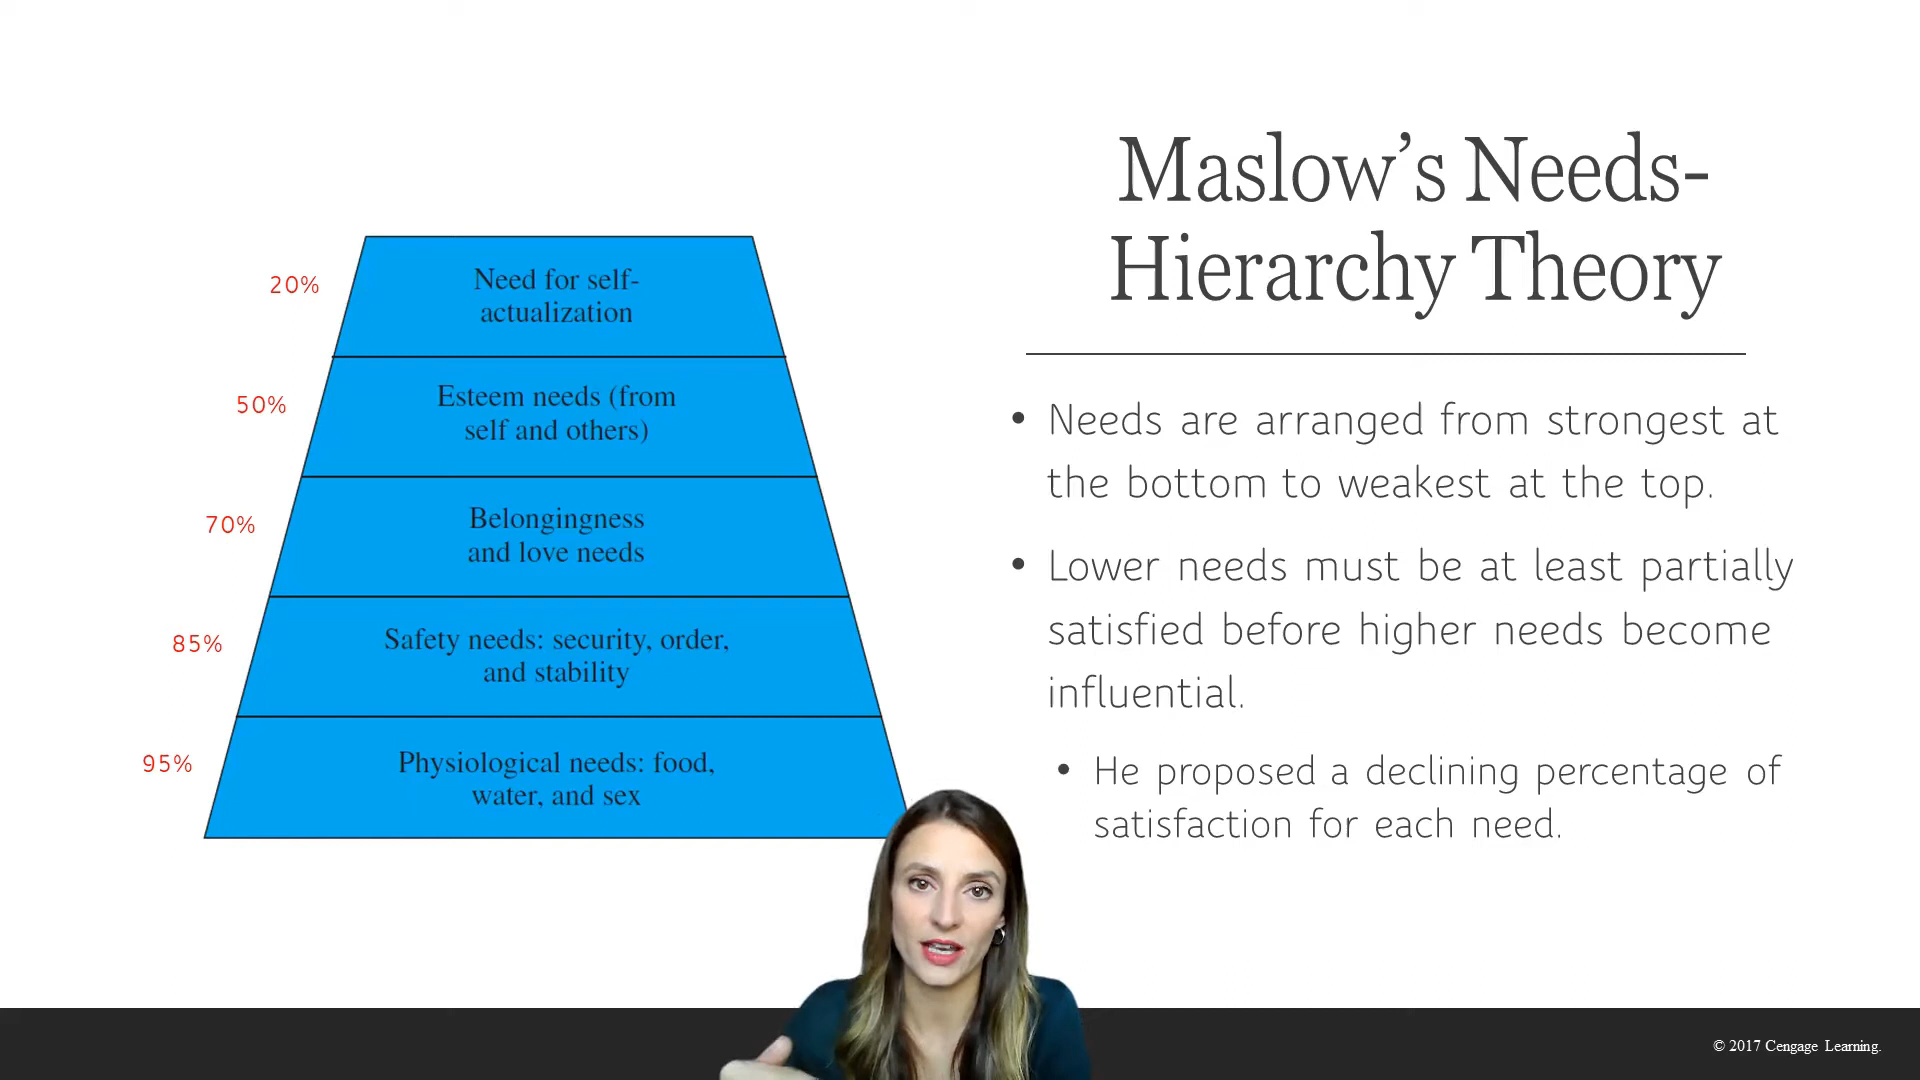 Maslow’s Needs-
Hierarchy Theory
20%
Need for self-
actualization
50%
Esteem needs (from
self and others)
70%
Belongingness
and love needs
85%
Safety needs: security, order,
and stability
95%
Physiological needs: food,
water, and sex
• Needs are arranged from strongest at
the bottom to weakest at the top.
• Lower needs must be at least partially
satisfied before higher needs become
influential.
• He proposed a declining percentage of
satisfaction for each need.
© 2017 Cengage Learning.